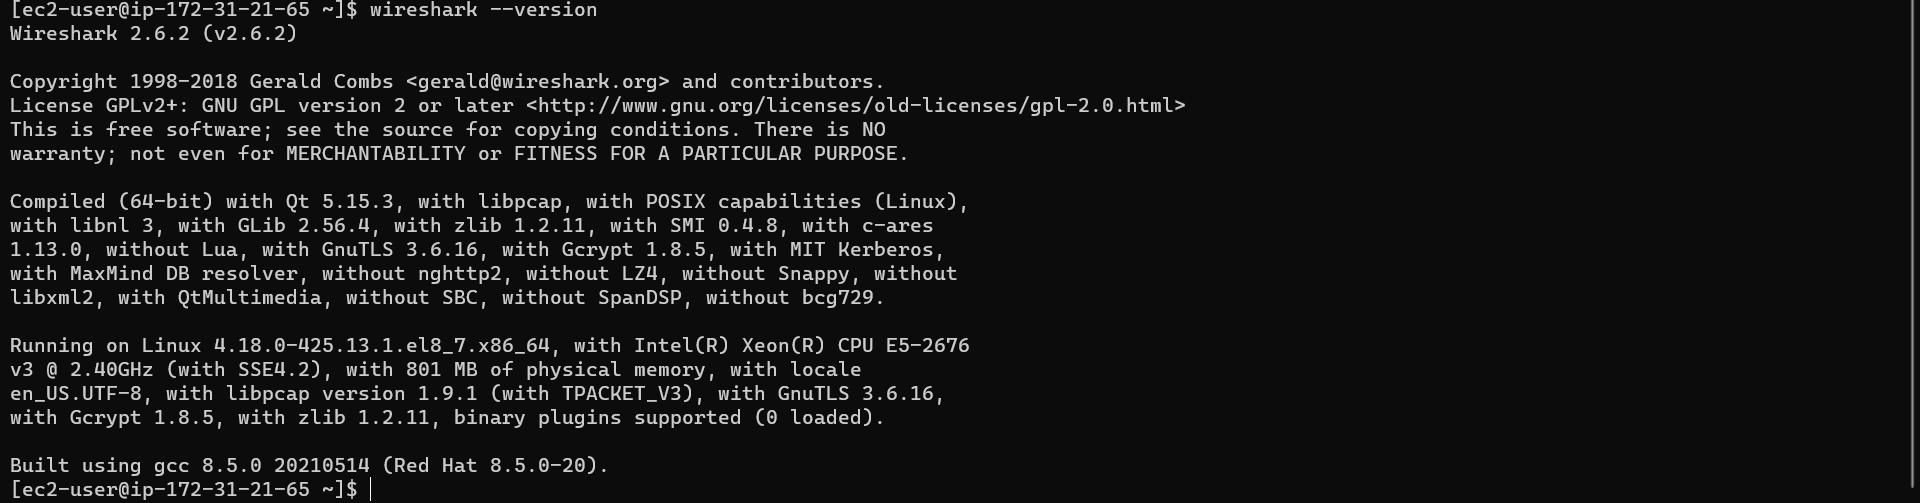 [ec2-user@ip-172-31-21-65 ~]$ wireshark --version
Wireshark 2.6.2 (v2.6.2)
Copyright 1998-2018 Gerald Combs <gerald@wireshark.org> and contributors.
License GPLv2+: GNU GPL version 2 or later <http://www.gnu.org/licenses/old-licenses/gpl-2.0.html>
This is free software; see the source for copying conditions. There is NO
warranty; not even for MERCHANTABILITY or FITNESS FOR A PARTICULAR PURPOSE.
Compiled (64-bit) with Qt 5.15.3, with libpcap, with POSIX capabilities (Linux),
with libnl 3, with GLib 2.56.4, with zlib 1.2.11, with SMI 0.4.8, with c-ares
1.13.0, without Lua, with GnuTLS 3.6.16, with Gcrypt 1.8.5, with MIT Kerberos,
with MaxMind DB resolver, without nghttp2, without LZ4, without Snappy, without
libxml2, with QtMultimedia, without SBC, without SpanDSP, without bcg729.
Running on Linux 4.18.0-425.13.1.el8_7.x86_64, with Intel(R) Xeon(R) CPU E5-2676
v3 @ 2.40GHz (with SSE4.2), with 801 MB of physical memory, with locale
en_US.UTF-8, with libpcap version 1.9.1 (with TPACKET_V3), with GnuTLS 3.6.16,
with Gcrypt 1.8.5, with zlib 1.2.11, binary plugins supported (0 loaded).
Built using gcc 8.5.0 20210514 (Red Hat 8.5.0-20).
[ec2-user@ip-172-31-21-65 ~]$